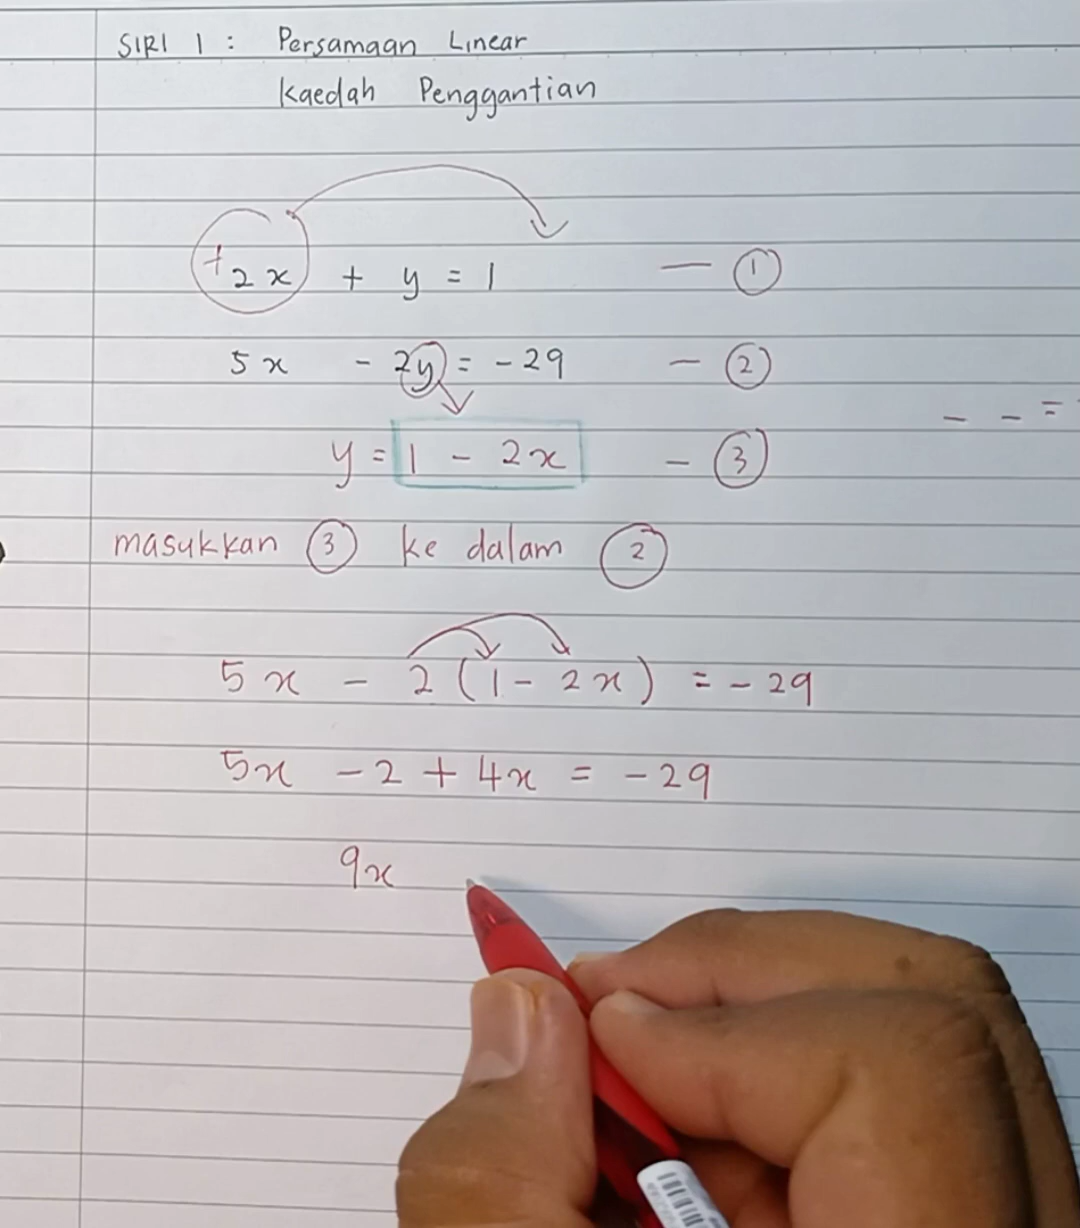 SIRI 1 : Persamaan Linear
Kaedah Penggantian
+2x + y = 1 — ①
5x - 2y = -29 - ②
- - =
y = 1 - 2x - ③
masukkan ③ ke dalam ②
5x - 2(1 - 2x) = -29
5x - 2 + 4x = -29
9x